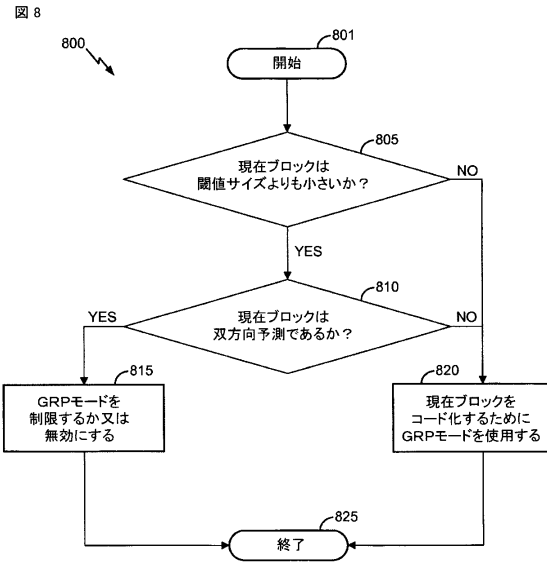 図 8
800
801
開始
805
現在ブロックは
閾値サイズよりも小さいか？
NO
YES
810
現在ブロックは
双方向予測であるか？
YES
NO
815
GRPモードを
制限するか又は
無効にする
820
現在ブロックを
コード化するために
GRPモードを使用する
825
終了